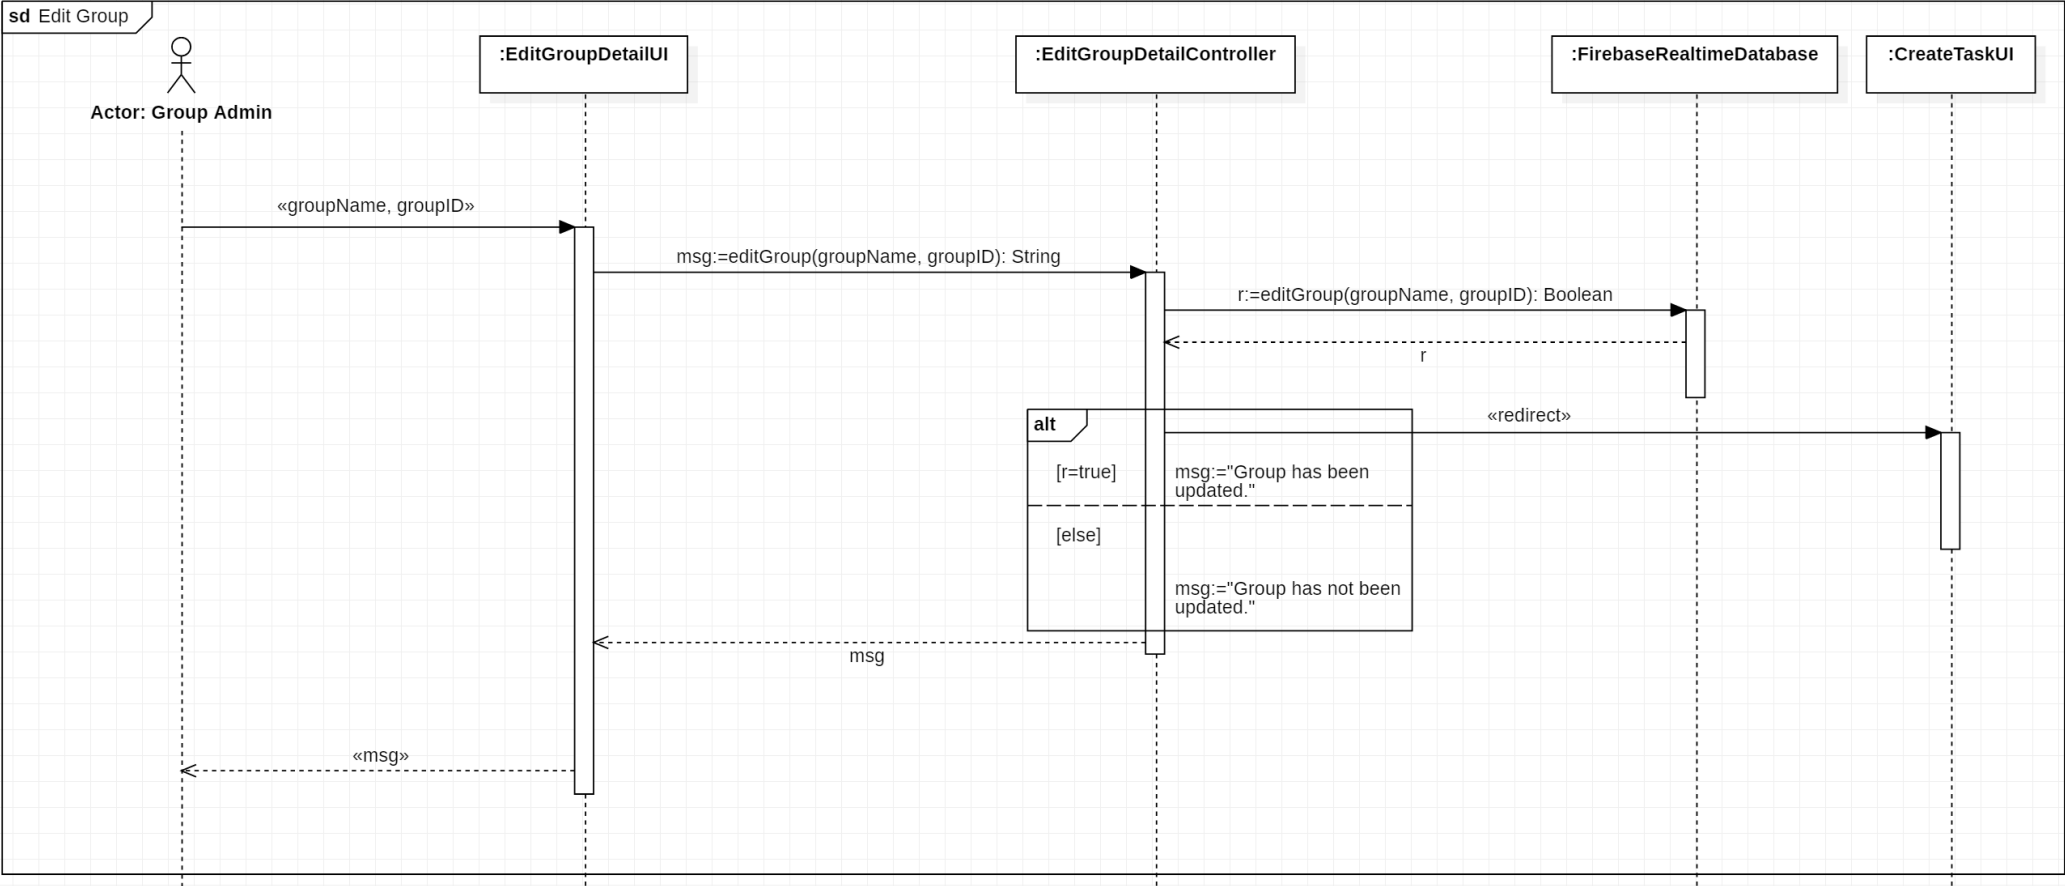 sd Edit Group
:EditGroupDetailUI
:EditGroupDetailController
:FirebaseRealtimeDatabase
:CreateTaskUI
Actor: Group Admin
«groupName, groupID»
msg:=editGroup(groupName, groupID): String
r:=editGroup(groupName, groupID): Boolean
r
alt
«redirect»
[r=true]
msg:="Group has been
updated."
[else]
msg:="Group has not been
updated."
msg
«msg»